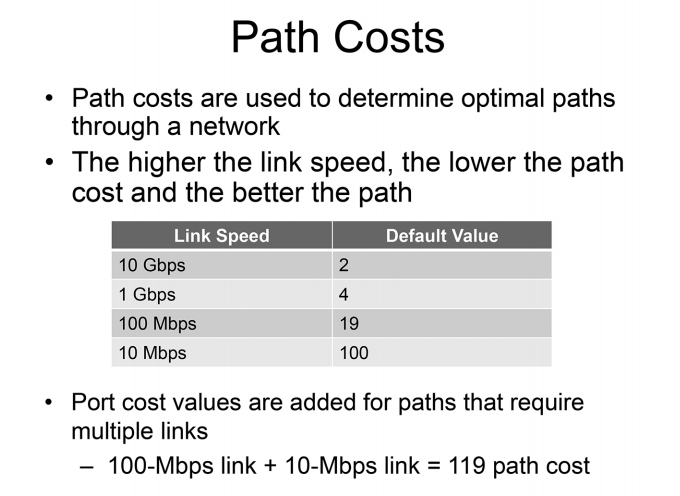 Path Costs
• Path costs are used to determine optimal paths
through a network
• The higher the link speed, the lower the path
cost and the better the path
Link Speed Default Value
10 Gbps 2
1 Gbps 4
100 Mbps 19
10 Mbps 100
• Port cost values are added for paths that require
multiple links
– 100-Mbps link + 10-Mbps link = 119 path cost